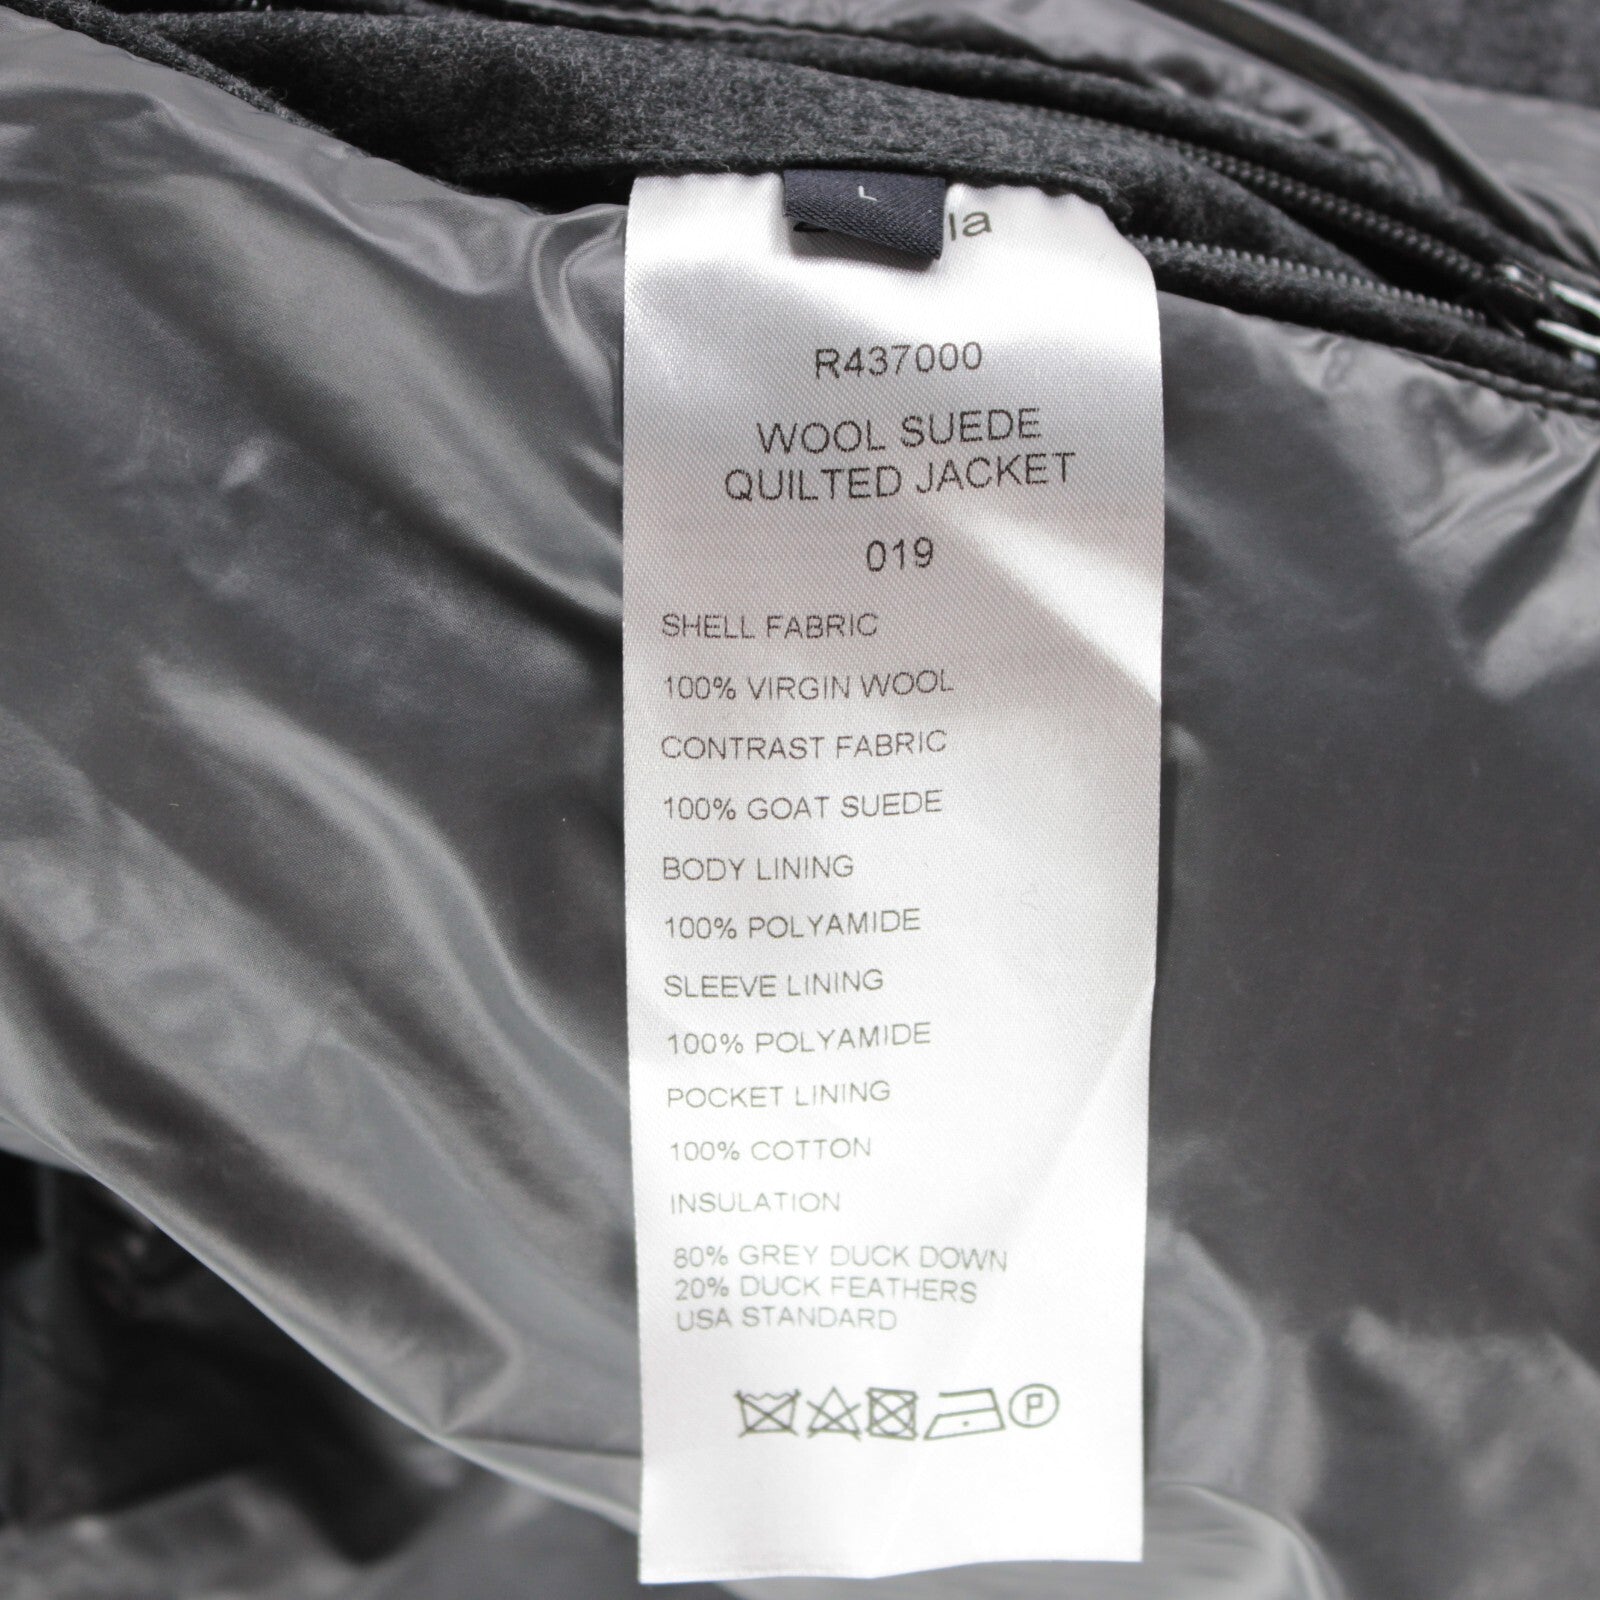 L
R437000
WOOL SUEDE
QUILTED JACKET
019
SHELL FABRIC
100% VIRGIN WOOL
CONTRAST FABRIC
100% GOAT SUEDE
BODY LINING
100% POLYAMIDE
SLEEVE LINING
100% POLYAMIDE
POCKET LINING
100% COTTON
INSULATION
80% GREY DUCK DOWN
20% DUCK FEATHERS
USA STANDARD
P